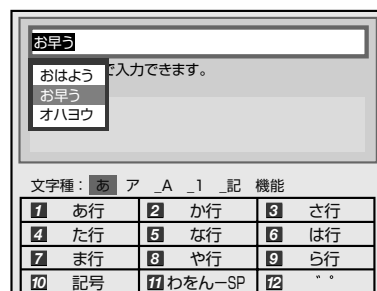 お早う
で入力できます。
おはよう
お早う
オハヨウ
文字種： あ ア _A _1 _記 機能
1 あ行 2 か行 3 さ行
4 た行 5 な行 6 は行
7 ま行 8 や行 9 ら行
10 記号 11 わをんーSP 12 ゛゜